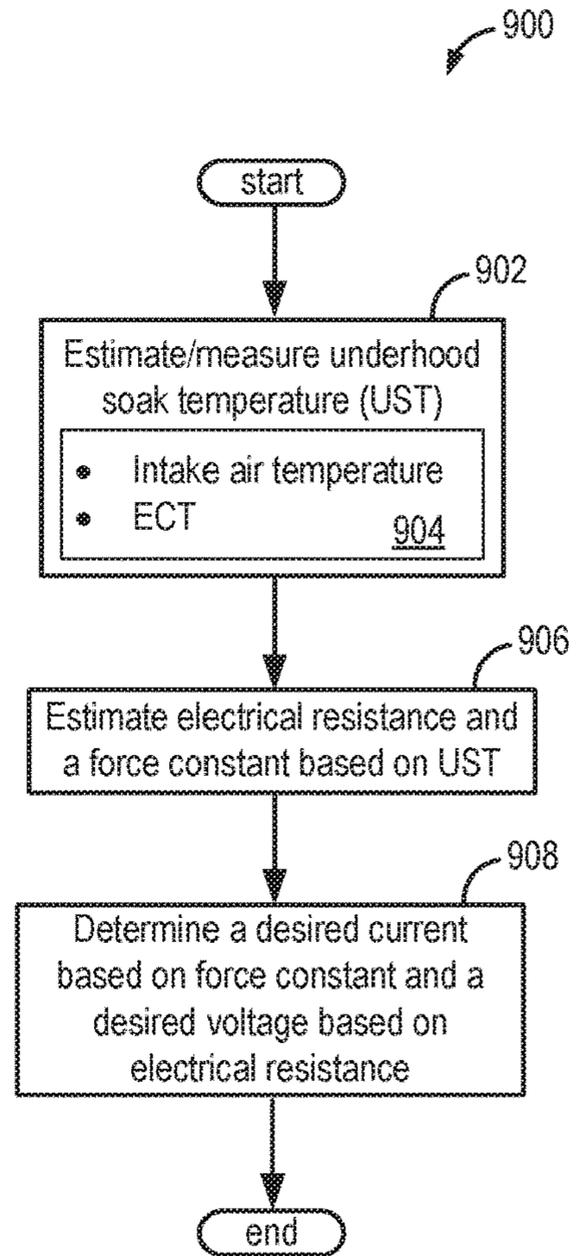 900
start
902
Estimate/measure underhood
soak temperature (UST)
• Intake air temperature
• ECT
904
906
Estimate electrical resistance and
a force constant based on UST
908
Determine a desired current
based on force constant and a
desired voltage based on
electrical resistance
end